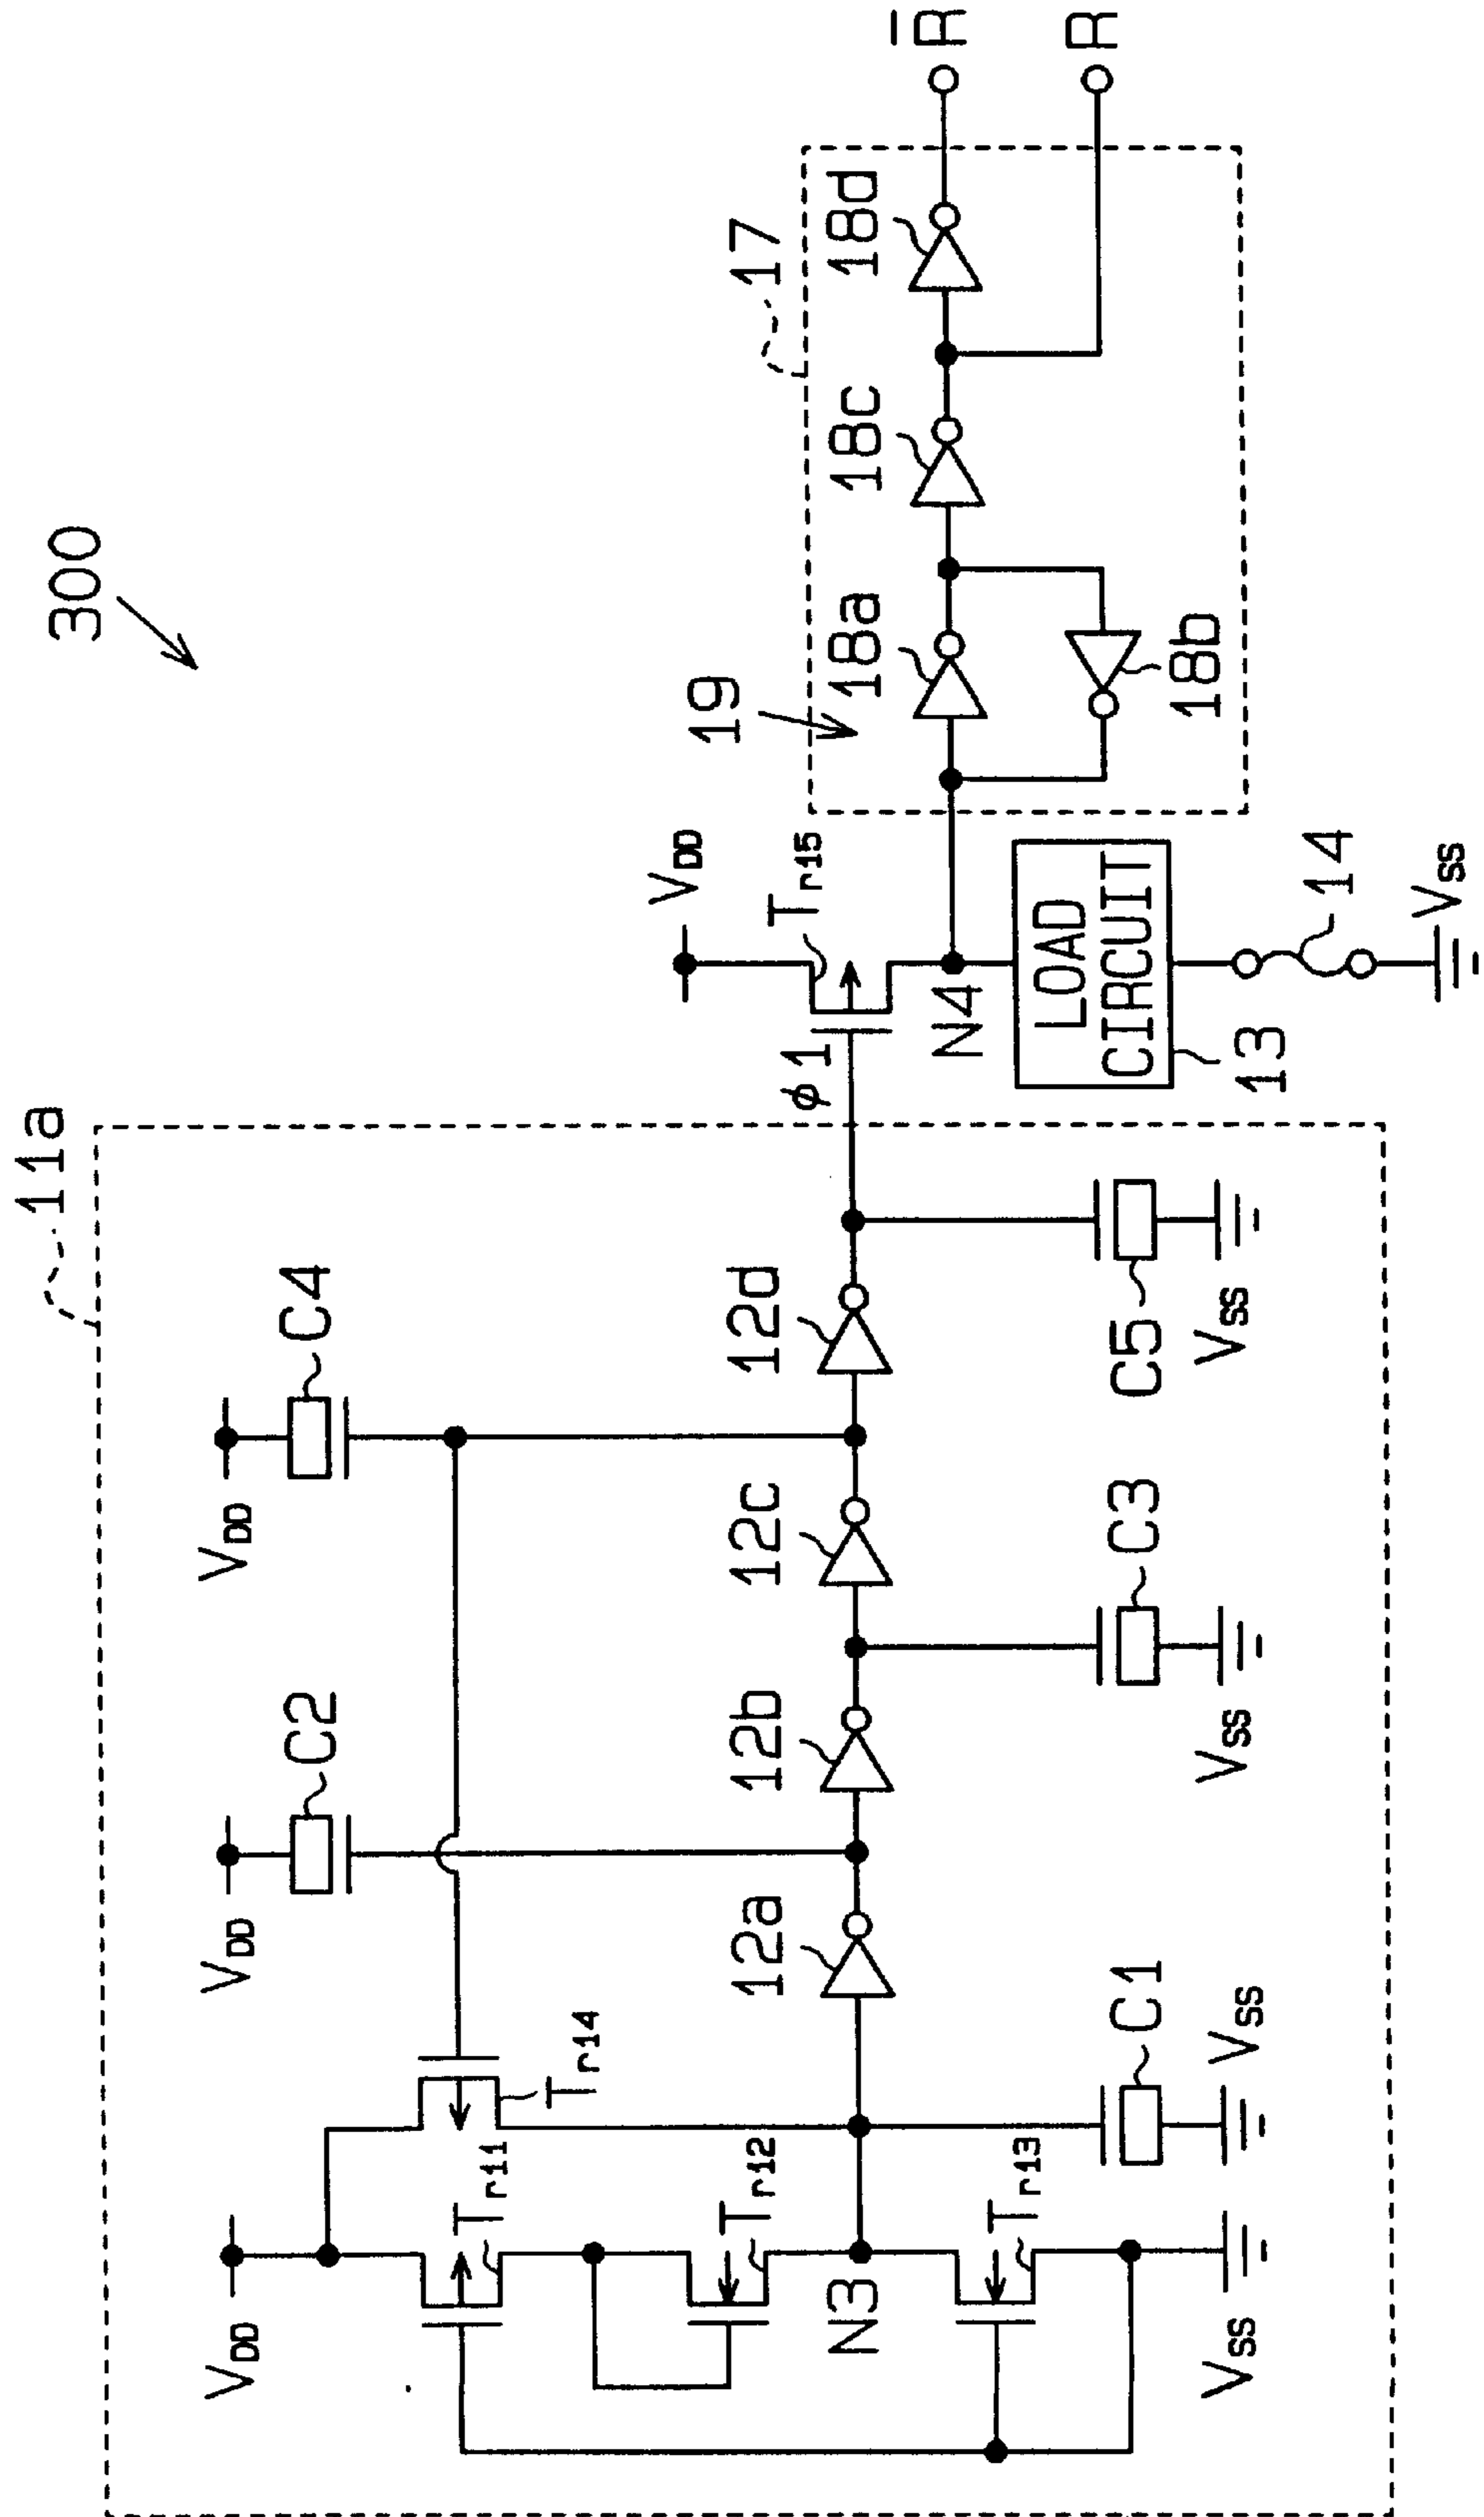 300
11a
C2
C4
VDD
VDD
VDD
Tr14
Tr11
Tr12
N3
Tr13
12a
12b
12c
12d
φ1
C1
C3
C5
VSS
VSS
VSS
VSS
VDD
Tr15
N4
LOAD
CIRCUIT
13
14
VSS
17
19
18a
18b
18c
18d
R̅
R